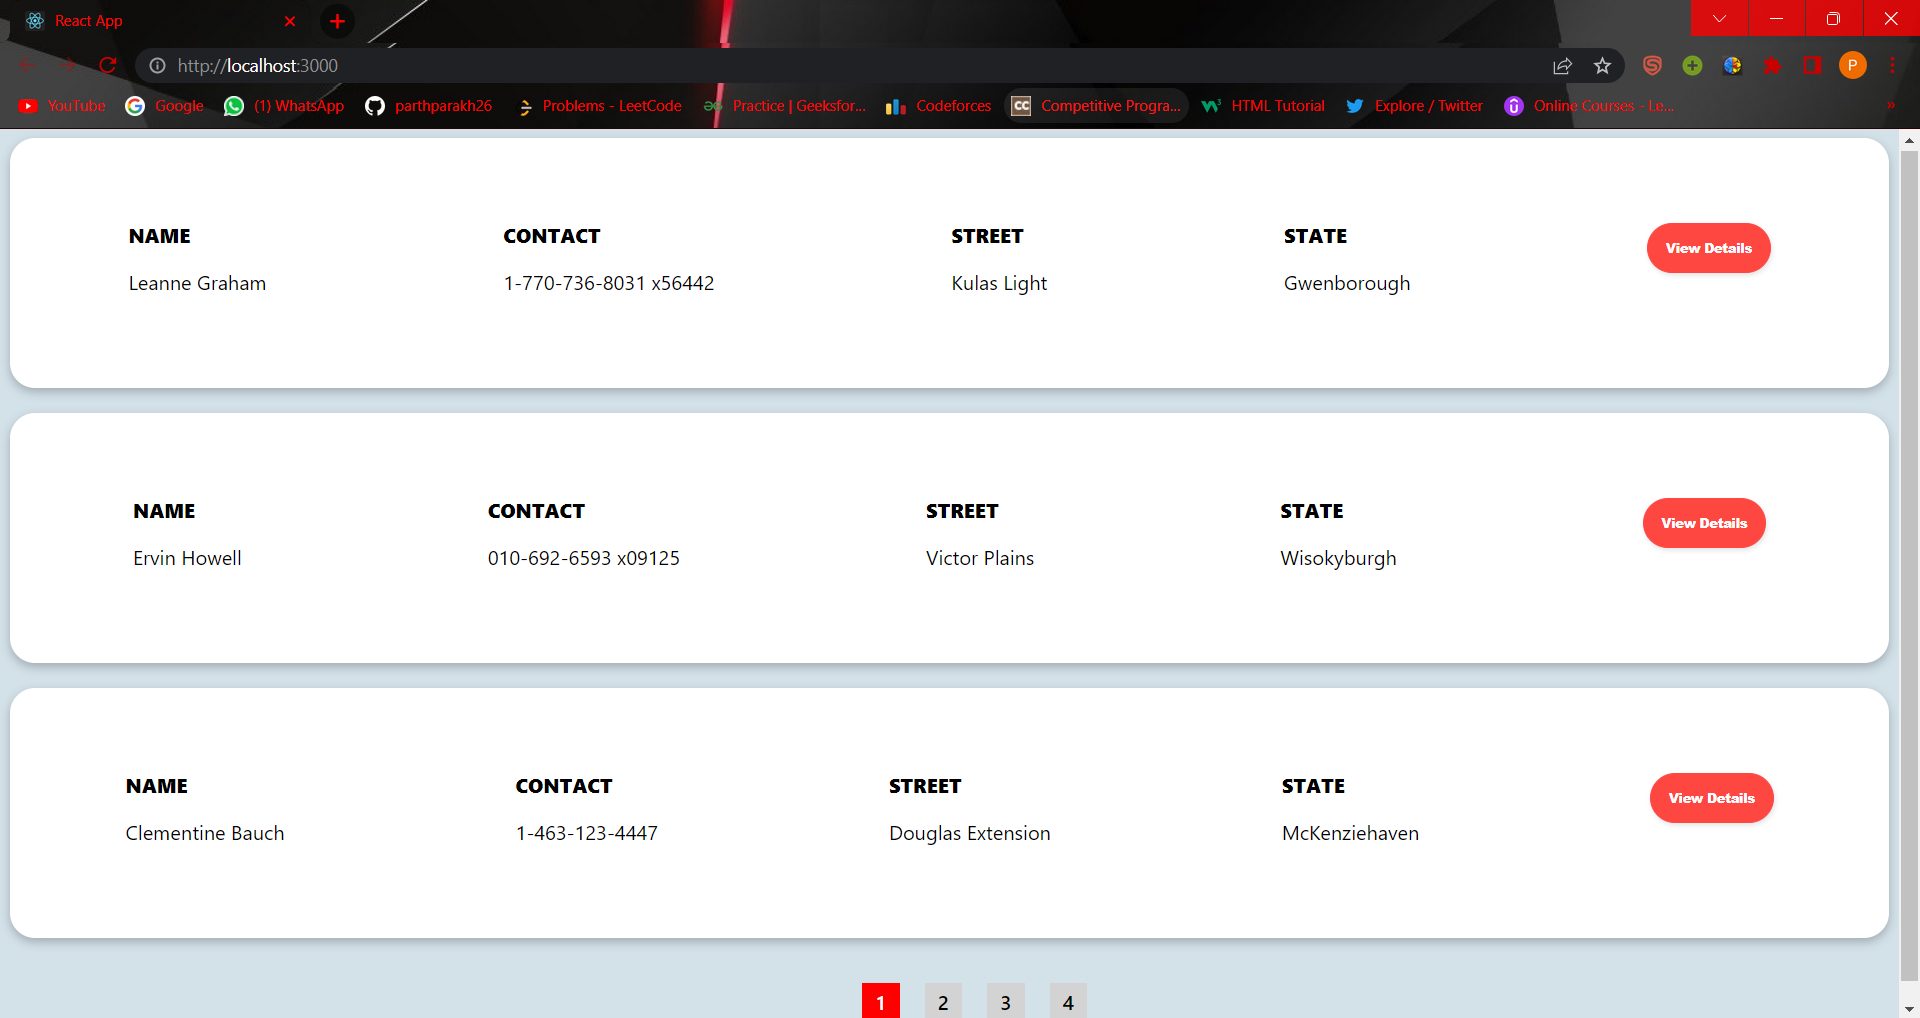 React App
http://localhost:3000
P
YouTube Google (1) WhatsApp parthparakh26 Problems - LeetCode Practice | Geeksfor... Codeforces CC Competitive Progra... W3 HTML Tutorial Explore / Twitter Online Courses - Le... »
NAME CONTACT STREET STATE View Details
Leanne Graham 1-770-736-8031 x56442 Kulas Light Gwenborough
NAME CONTACT STREET STATE View Details
Ervin Howell 010-692-6593 x09125 Victor Plains Wisokyburgh
NAME CONTACT STREET STATE View Details
Clementine Bauch 1-463-123-4447 Douglas Extension McKenziehaven
1 2 3 4